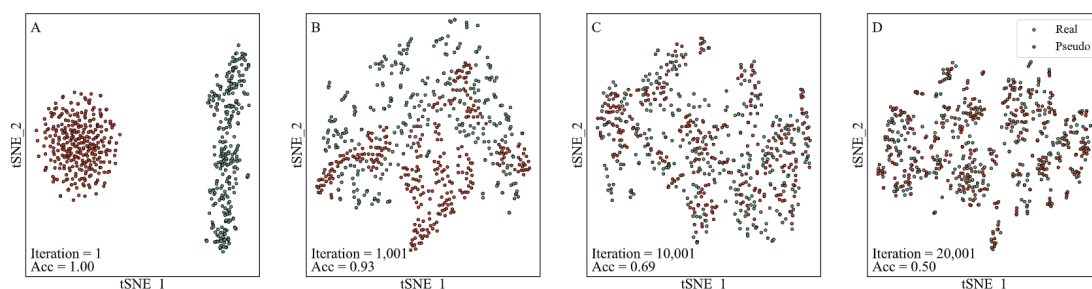 A
tSNE_2
Iteration = 1
Acc = 1.00
tSNE_1
B
tSNE_2
Iteration = 1,001
Acc = 0.93
tSNE_1
C
tSNE_2
Iteration = 10,001
Acc = 0.69
tSNE_1
D
Real
Pseudo
tSNE_2
Iteration = 20,001
Acc = 0.50
tSNE_1